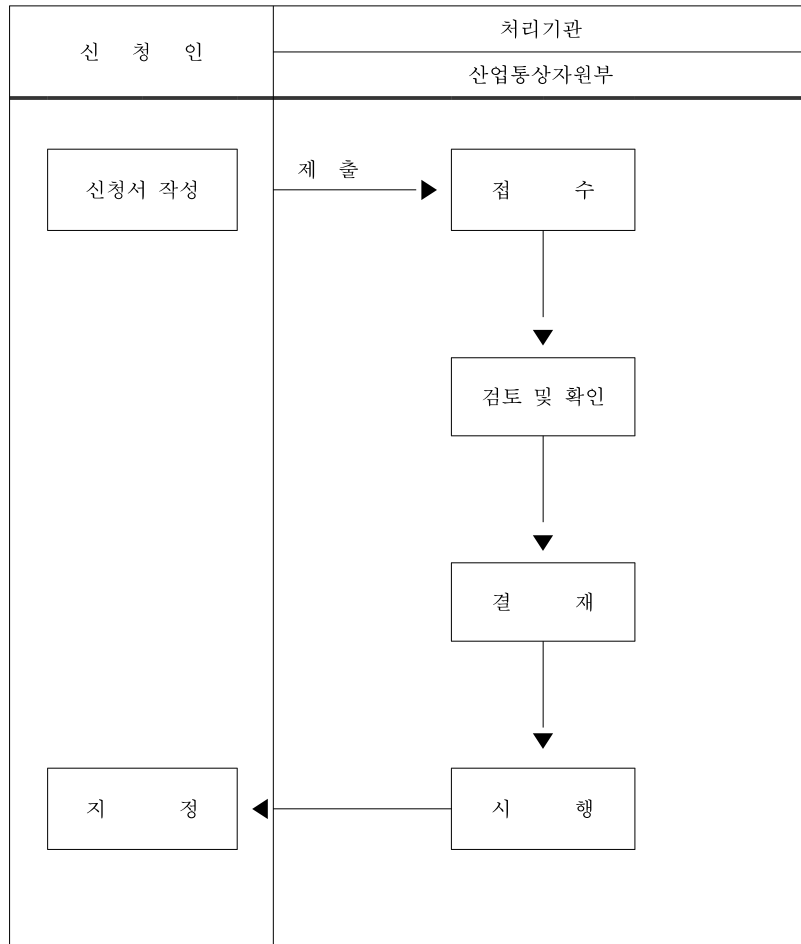 신 청 인
처리기관
산업통상자원부
신청서 작성
제 출
접 수
검토 및 확인
결 재
지 정
시 행